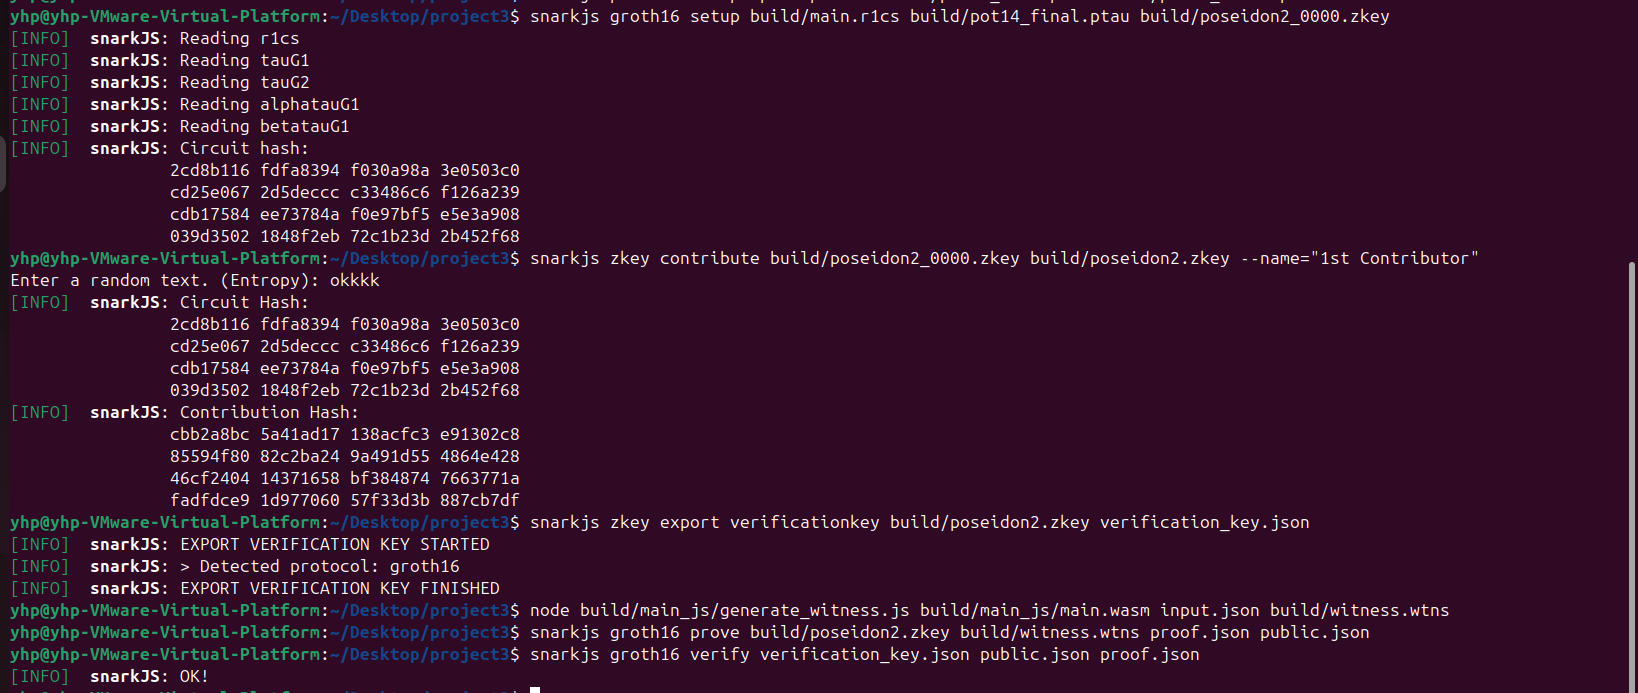 yhp@yhp-VMware-Virtual-Platform:~/Desktop/project3$ snarkjs groth16 setup build/main.r1cs build/pot14_final.ptau build/poseidon2_0000.zkey
[INFO]  snarkJS: Reading r1cs
[INFO]  snarkJS: Reading tauG1
[INFO]  snarkJS: Reading tauG2
[INFO]  snarkJS: Reading alphatauG1
[INFO]  snarkJS: Reading betatauG1
[INFO]  snarkJS: Circuit hash:
2cd8b116 fdfa8394 f030a98a 3e0503c0
cd25e067 2d5deccc c33486c6 f126a239
cdb17584 ee73784a f0e97bf5 e5e3a908
039d3502 1848f2eb 72c1b23d 2b452f68
yhp@yhp-VMware-Virtual-Platform:~/Desktop/project3$ snarkjs zkey contribute build/poseidon2_0000.zkey build/poseidon2.zkey --name="1st Contributor"
Enter a random text. (Entropy): okkkk
[INFO]  snarkJS: Circuit Hash:
2cd8b116 fdfa8394 f030a98a 3e0503c0
cd25e067 2d5deccc c33486c6 f126a239
cdb17584 ee73784a f0e97bf5 e5e3a908
039d3502 1848f2eb 72c1b23d 2b452f68
[INFO]  snarkJS: Contribution Hash:
cbb2a8bc 5a41ad17 138acfc3 e91302c8
85594f80 82c2ba24 9a491d55 4864e428
46cf2404 14371658 bf384874 7663771a
fadfdce9 1d977060 57f33d3b 887cb7df
yhp@yhp-VMware-Virtual-Platform:~/Desktop/project3$ snarkjs zkey export verificationkey build/poseidon2.zkey verification_key.json
[INFO]  snarkJS: EXPORT VERIFICATION KEY STARTED
[INFO]  snarkJS: > Detected protocol: groth16
[INFO]  snarkJS: EXPORT VERIFICATION KEY FINISHED
yhp@yhp-VMware-Virtual-Platform:~/Desktop/project3$ node build/main_js/generate_witness.js build/main_js/main.wasm input.json build/witness.wtns
yhp@yhp-VMware-Virtual-Platform:~/Desktop/project3$ snarkjs groth16 prove build/poseidon2.zkey build/witness.wtns proof.json public.json
yhp@yhp-VMware-Virtual-Platform:~/Desktop/project3$ snarkjs groth16 verify verification_key.json public.json proof.json
[INFO]  snarkJS: OK!